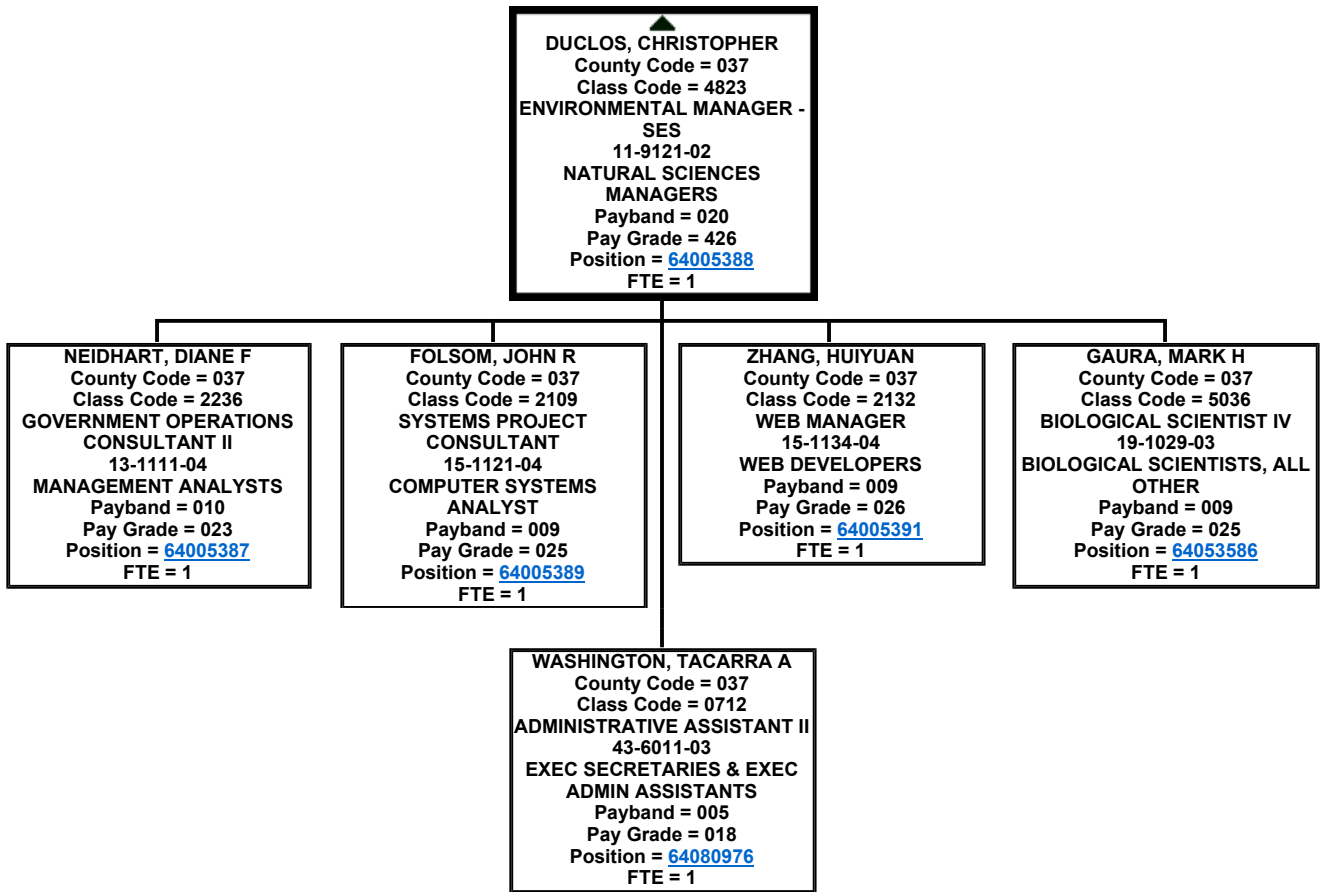 DUCLOS, CHRISTOPHER
County Code = 037
Class Code = 4823
ENVIRONMENTAL MANAGER -
SES
11-9121-02
NATURAL SCIENCES
MANAGERS
Payband = 020
Pay Grade = 426
Position = 64005388
FTE = 1
NEIDHART, DIANE F
County Code = 037
Class Code = 2236
GOVERNMENT OPERATIONS
CONSULTANT II
13-1111-04
MANAGEMENT ANALYSTS
Payband = 010
Pay Grade = 023
Position = 64005387
FTE = 1
FOLSOM, JOHN R
County Code = 037
Class Code = 2109
SYSTEMS PROJECT
CONSULTANT
15-1121-04
COMPUTER SYSTEMS
ANALYST
Payband = 009
Pay Grade = 025
Position = 64005389
FTE = 1
ZHANG, HUIYUAN
County Code = 037
Class Code = 2132
WEB MANAGER
15-1134-04
WEB DEVELOPERS
Payband = 009
Pay Grade = 026
Position = 64005391
FTE = 1
GAURA, MARK H
County Code = 037
Class Code = 5036
BIOLOGICAL SCIENTIST IV
19-1029-03
BIOLOGICAL SCIENTISTS, ALL
OTHER
Payband = 009
Pay Grade = 025
Position = 64053586
FTE = 1
WASHINGTON, TACARRA A
County Code = 037
Class Code = 0712
ADMINISTRATIVE ASSISTANT II
43-6011-03
EXEC SECRETARIES & EXEC
ADMIN ASSISTANTS
Payband = 005
Pay Grade = 018
Position = 64080976
FTE = 1